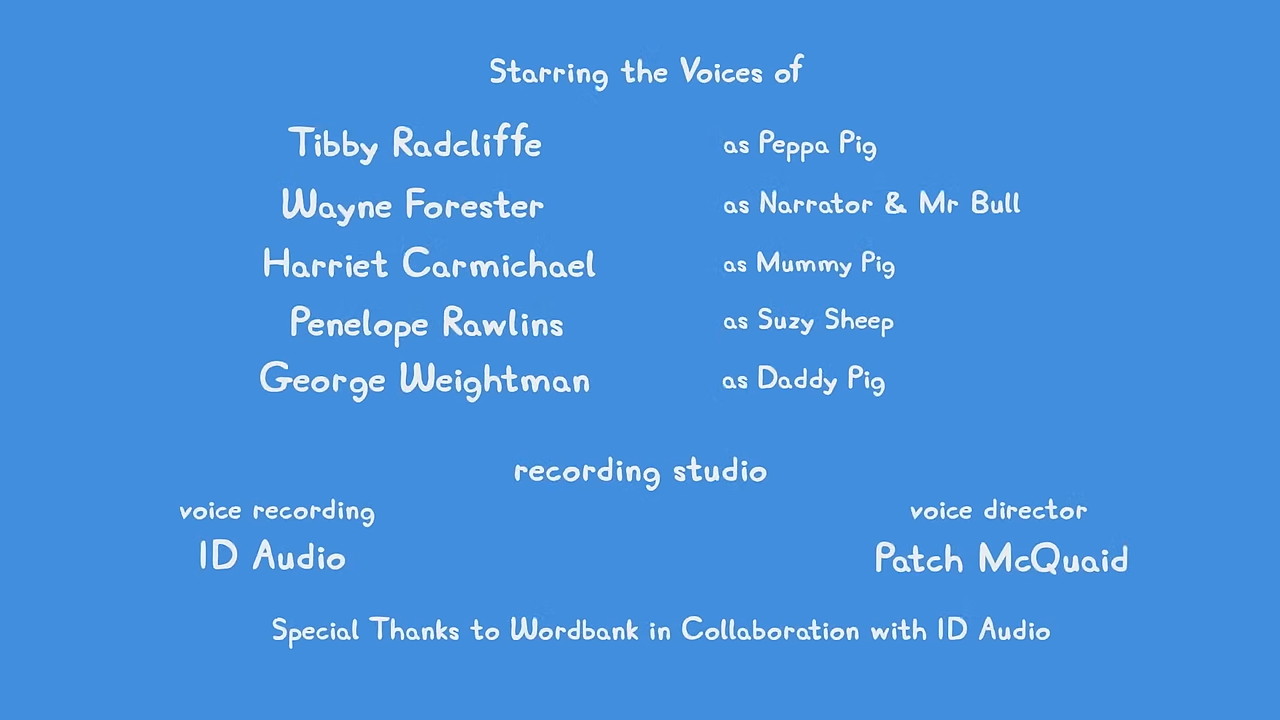 Starring the Voices of
Tibby Radcliffe as Peppa Pig
Wayne Forester as Narrator & Mr Bull
Harriet Carmichael as Mummy Pig
Penelope Rawlins as Suzy Sheep
George Weightman as Daddy Pig
recording studio
voice recording voice director
ID Audio Patch McQuaid
Special Thanks to Wordbank in Collaboration with ID Audio